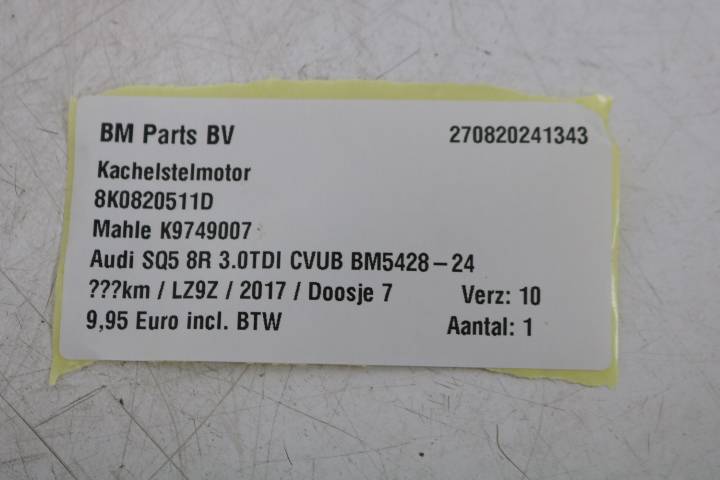 BM Parts BV 270820241343
Kachelstelmotor
8K0820511D
Mahle K9749007
Audi SQ5 8R 3.0TDI CVUB BM5428-24
???km / LZ9Z / 2017 / Doosje 7 Verz: 10
9,95 Euro incl. BTW Aantal: 1